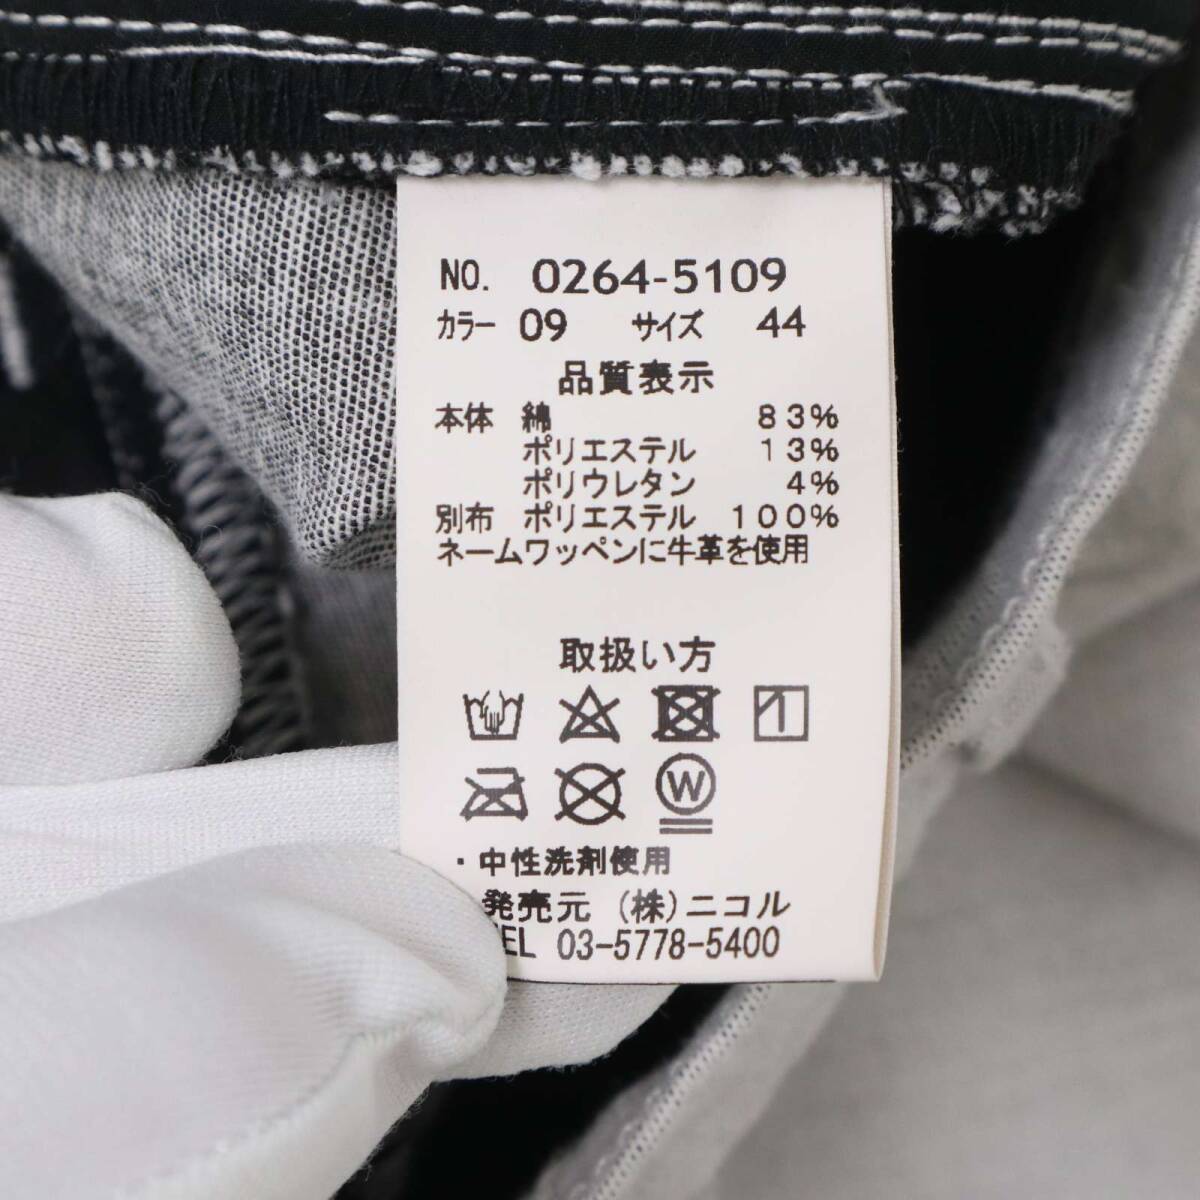 NO. 0264-5109
カラー 09 サイズ 44
品質表示
本体 綿 83%
ポリエステル 13%
ポリウレタン 4%
別布 ポリエステル 100%
ネームワッペンに牛革を使用
取扱い方
W
・中性洗剤使用
発売元 (株)ニコル
TEL 03-5778-5400